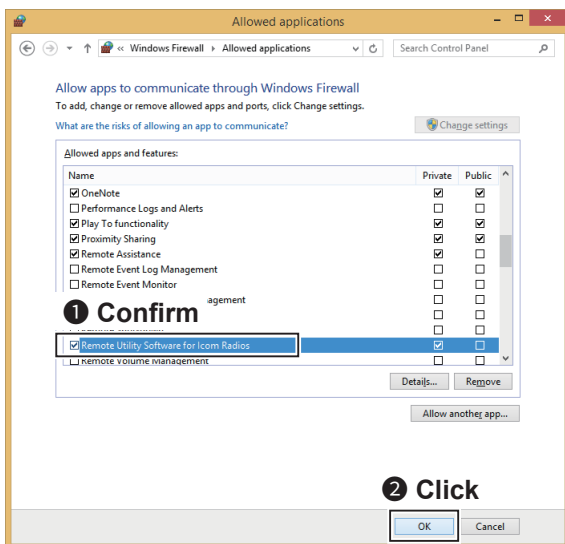 Allowed applications
« Windows Firewall ▸ Allowed applications Search Control Panel
Allow apps to communicate through Windows Firewall
To add, change or remove allowed apps and ports, click Change settings.
What are the risks of allowing an app to communicate? Change settings
Allowed apps and features:
Name Private Public
OneNote
Performance Logs and Alerts
Play To functionality
Proximity Sharing
Remote Assistance
Remote Event Log Management
Remote Event Monitor
agement
❶ Confirm
Remote Utility Software for Icom Radios
Remote Volume Management
Details... Remove
Allow another app...
❷ Click
OK Cancel